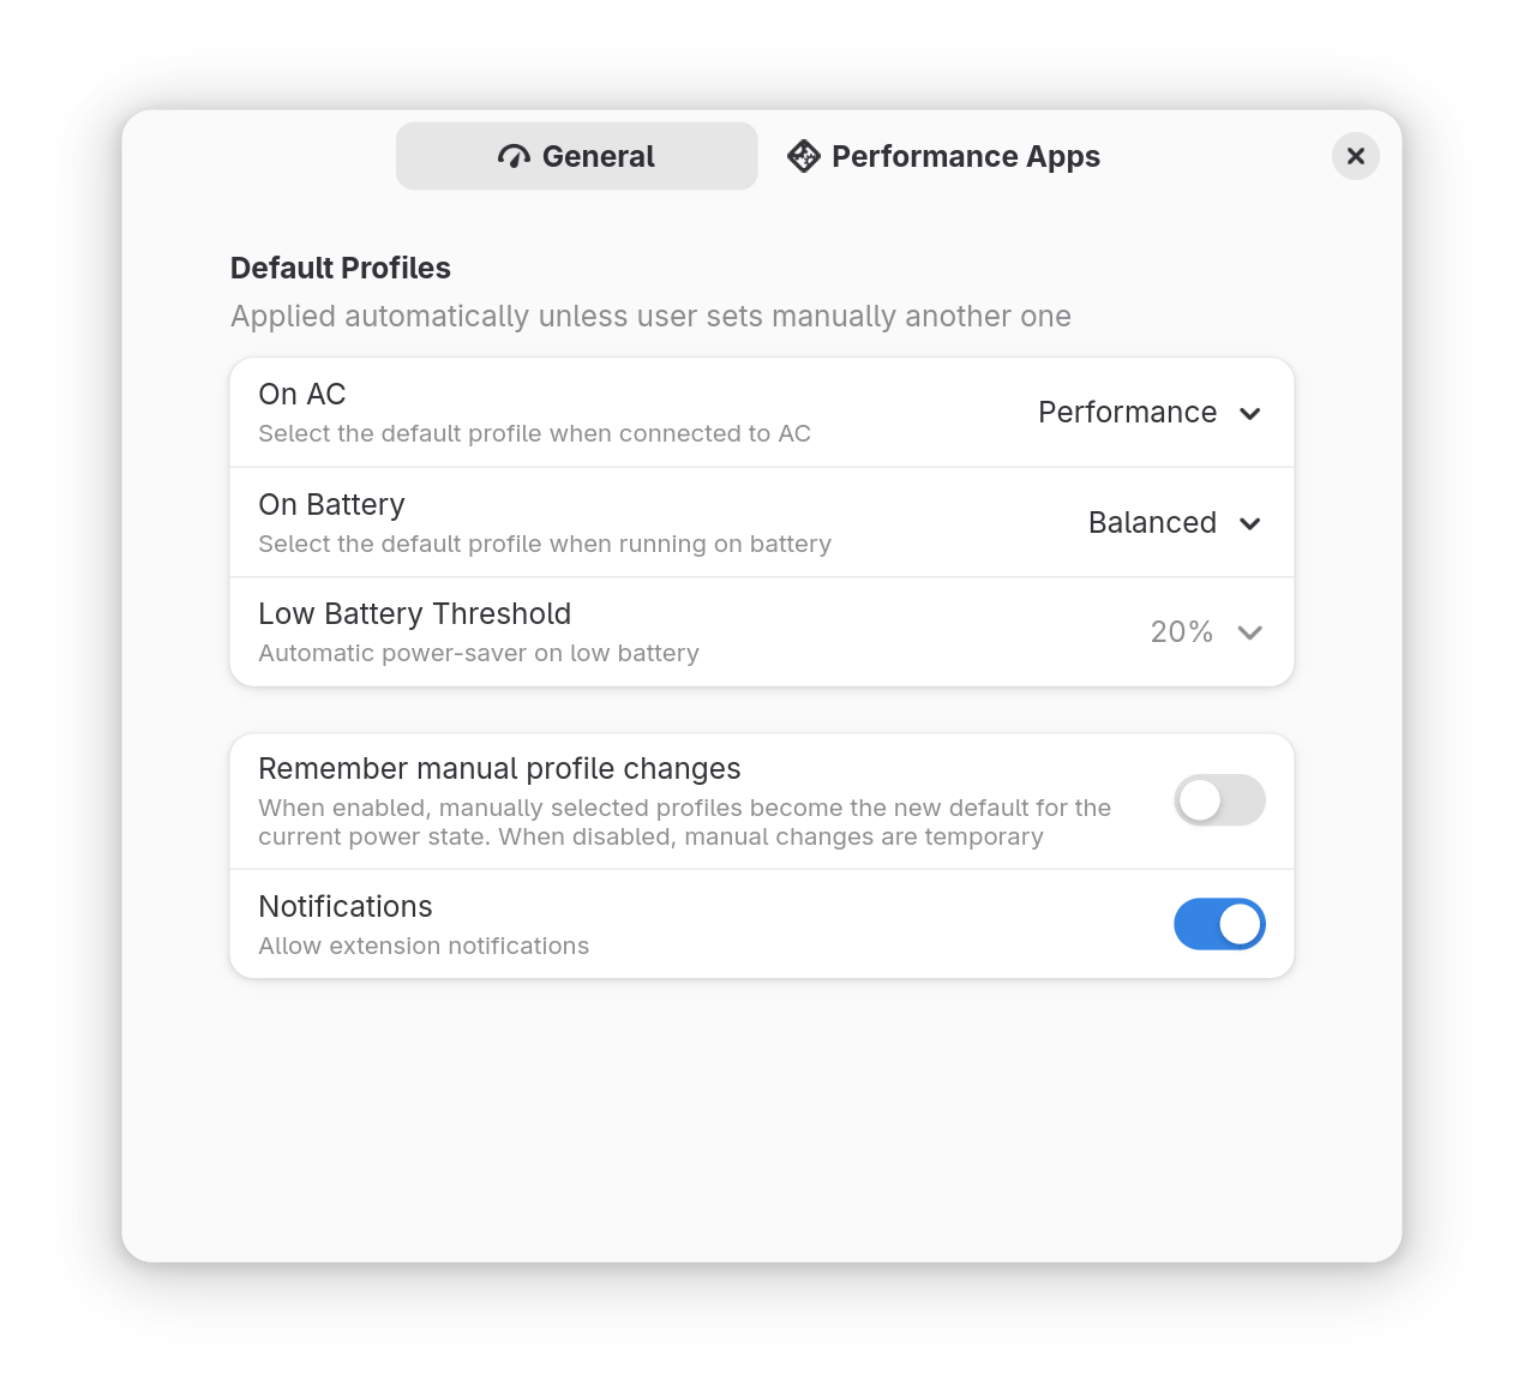 General
Performance Apps
Default Profiles
Applied automatically unless user sets manually another one
On AC
Select the default profile when connected to AC
Performance
On Battery
Select the default profile when running on battery
Balanced
Low Battery Threshold
Automatic power-saver on low battery
20%
Remember manual profile changes
When enabled, manually selected profiles become the new default for the
current power state. When disabled, manual changes are temporary
Notifications
Allow extension notifications